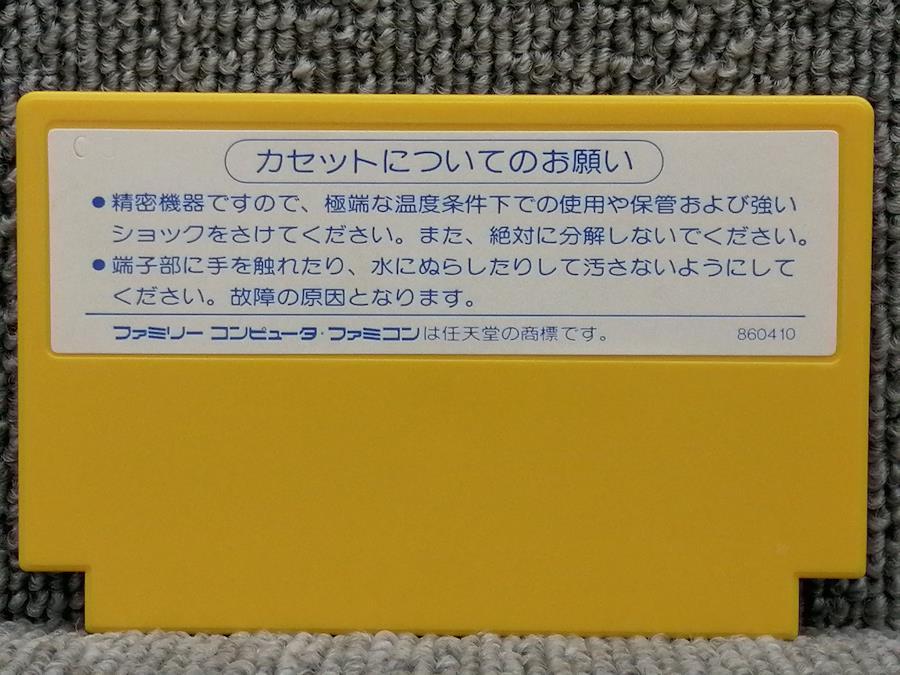 C
カセットについてのお願い
●精密機器ですので、極端な温度条件下での使用や保管および強い
ショックをさけてください。また、絶対に分解しないでください。
●端子部に手を触れたり、水にぬらしたりして汚さないようにして
ください。故障の原因となります。
ファミリー コンピュータ・ファミコンは任天堂の商標です。 860410